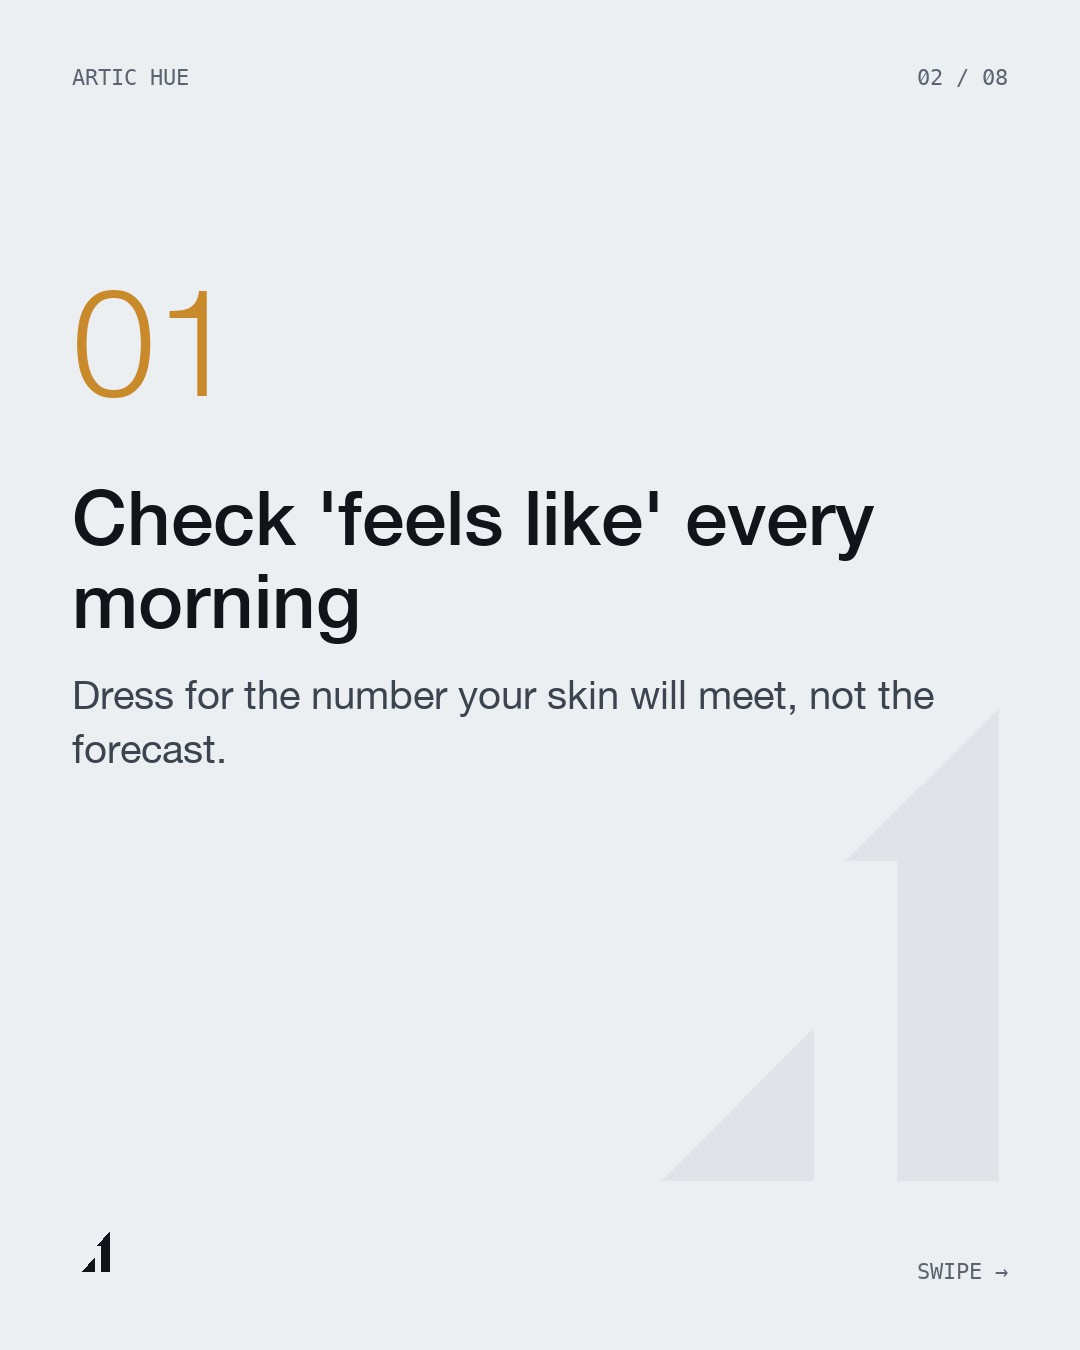 ARTIC HUE
02 / 08
01
Check 'feels like' every
morning
Dress for the number your skin will meet, not the
forecast.
SWIPE →